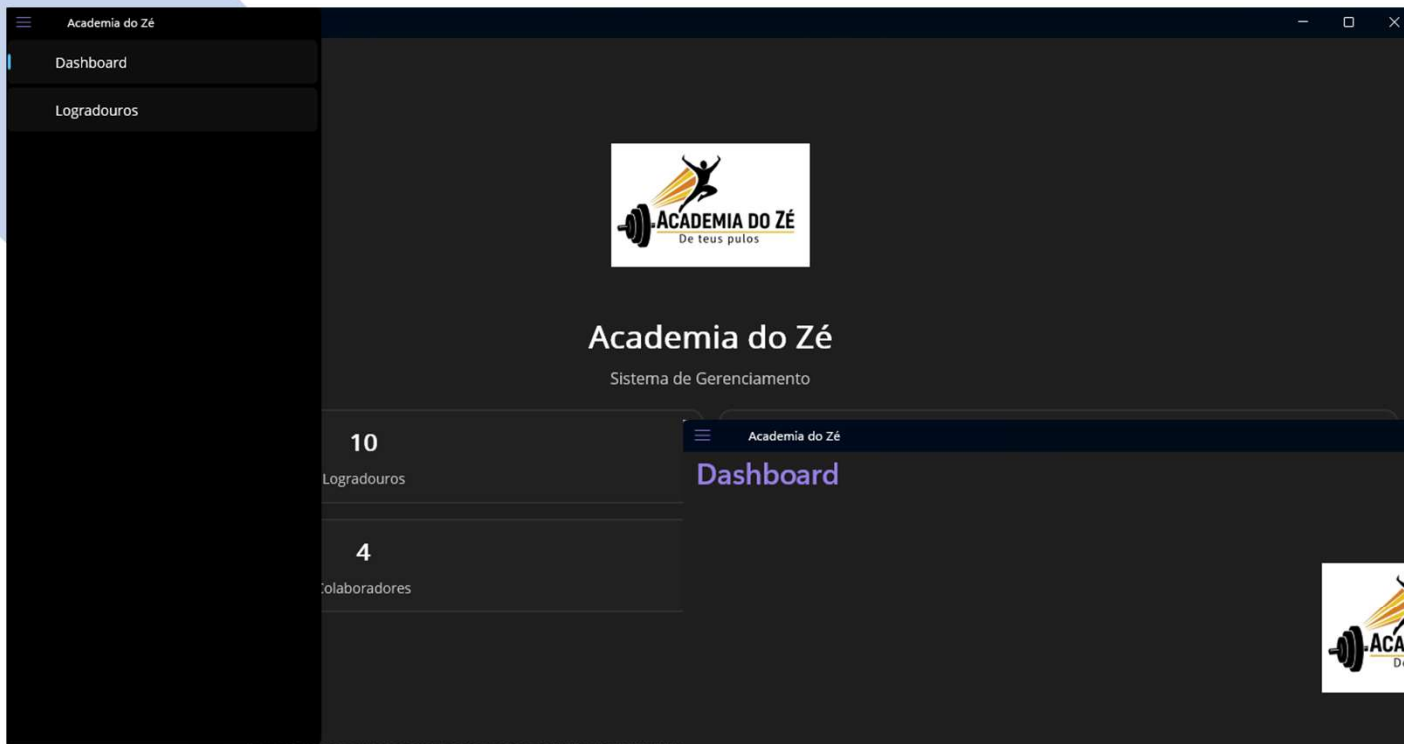 Academia do Zé
Dashboard
Logradouros
ACADEMIA DO ZÉ
De teus pulos
Academia do Zé
Sistema de Gerenciamento
10
Logradouros
4
Colaboradores
Academia do Zé
Dashboard